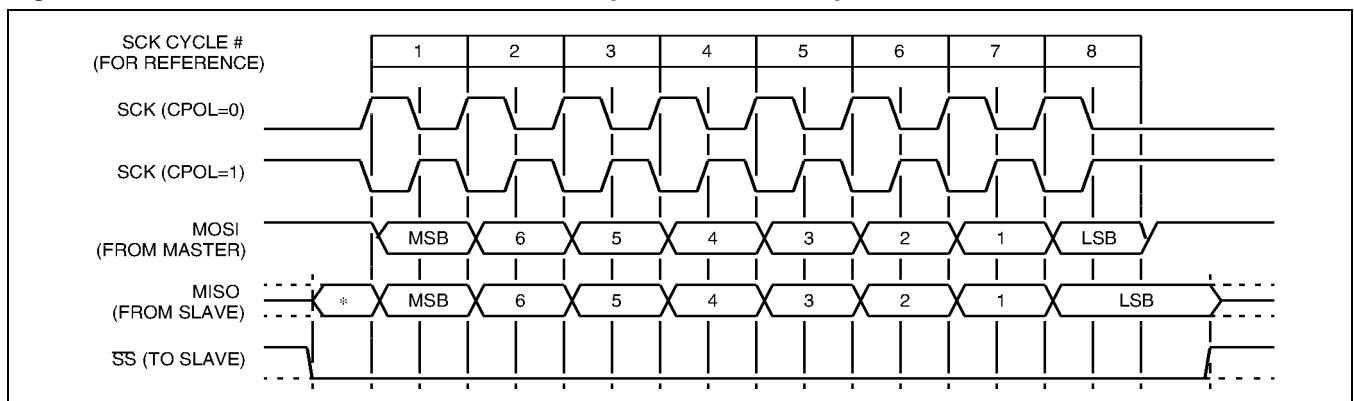 SCK CYCLE #
(FOR REFERENCE)
1 2 3 4 5 6 7 8
SCK (CPOL=0)
SCK (CPOL=1)
MOSI
(FROM MASTER)
MSB 6 5 4 3 2 1 LSB
MISO
(FROM SLAVE)
* MSB 6 5 4 3 2 1 LSB
S̅S̅ (TO SLAVE)